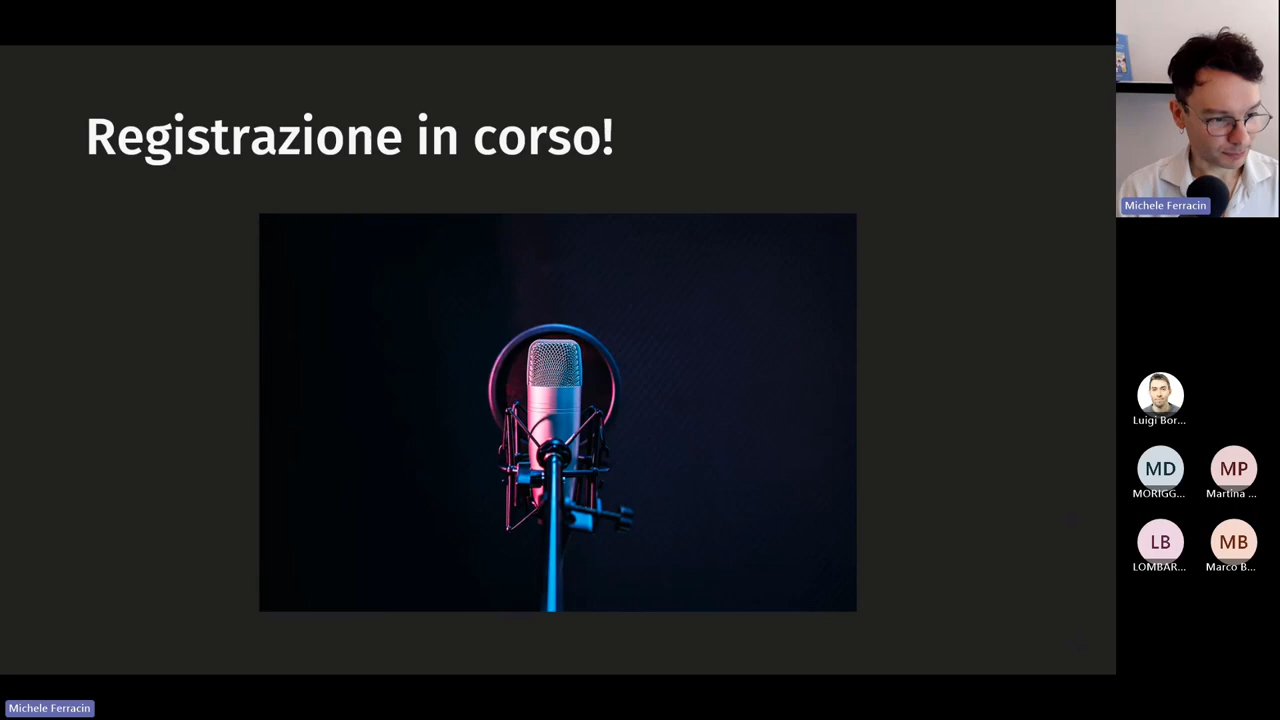 Registrazione in corso!
Michele Ferracin
Luigi Bor...
MD
MP
MORIGG...
Martina ...
LB
MB
LOMBAR...
Marco B...
Michele Ferracin